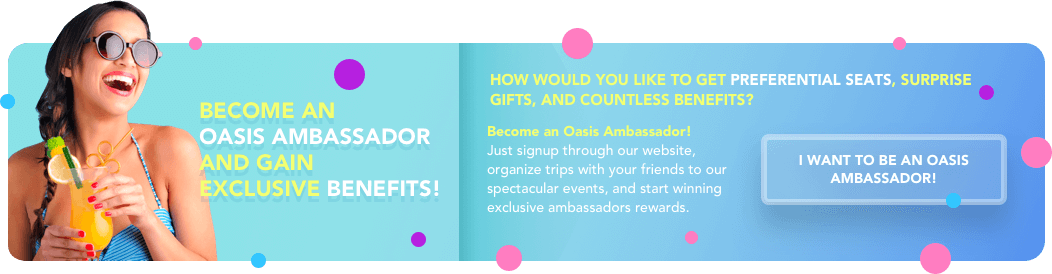 BECOME AN
OASIS AMBASSADOR
AND GAIN
EXCLUSIVE BENEFITS!
HOW WOULD YOU LIKE TO GET PREFERENTIAL SEATS, SURPRISE
GIFTS, AND COUNTLESS BENEFITS?
Become an Oasis Ambassador!
Just signup through our website,
organize trips with your friends to our
spectacular events, and start winning
exclusive ambassadors rewards.
I WANT TO BE AN OASIS
AMBASSADOR!